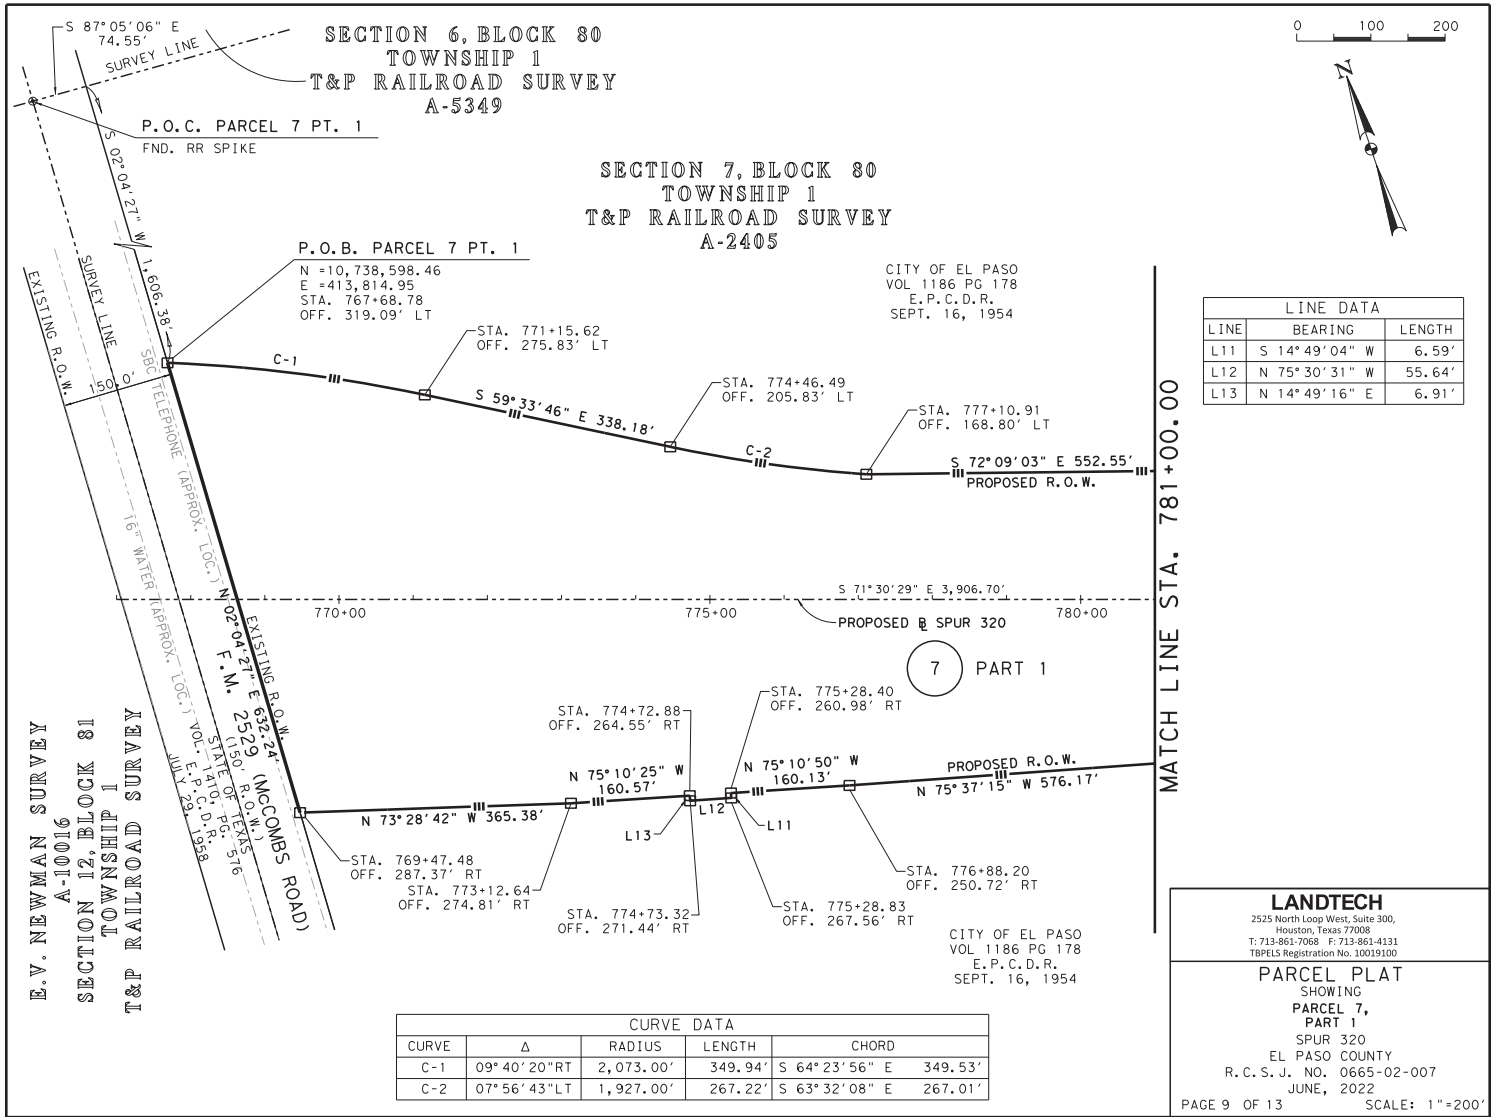 S 87°05'06" E
74.55'
SURVEY LINE
SECTION 6, BLOCK 80
TOWNSHIP 1
T&P RAILROAD SURVEY
A-5349
0 100 200
N
P.O.C. PARCEL 7 PT. 1
FND. RR SPIKE
S 02°04'27" W 1,606.38'
SECTION 7, BLOCK 80
TOWNSHIP 1
T&P RAILROAD SURVEY
A-2405
P.O.B. PARCEL 7 PT. 1
N =10,738,598.46
E =413,814.95
STA. 767+68.78
OFF. 319.09' LT
CITY OF EL PASO
VOL 1186 PG 178
E.P.C.D.R.
SEPT. 16, 1954
EXISTING R.O.W.
SURVEY LINE
150.0'
SBC TELEPHONE (APPROX. LOC.)
16" WATER (APPROX. LOC.)
C-1
STA. 771+15.62
OFF. 275.83' LT
S 59°33'46" E 338.18'
STA. 774+46.49
OFF. 205.83' LT
C-2
STA. 777+10.91
OFF. 168.80' LT
S 72°09'03" E 552.55'
PROPOSED R.O.W.
MATCH LINE STA. 781+00.00
LINE DATA
LINE BEARING LENGTH
L11 S 14°49'04" W 6.59'
L12 N 75°30'31" W 55.64'
L13 N 14°49'16" E 6.91'
S 71°30'29" E 3,906.70'
770+00 775+00 780+00
PROPOSED BL SPUR 320
7 PART 1
N 02°04'27" E 632.24'
EXISTING R.O.W.
F.M. 2529 (McCOMBS ROAD)
(150' R.O.W.)
STATE OF TEXAS
VOL. 1410, PG. 576
E.P.C.D.R.
JULY 29, 1958
STA. 775+28.40
OFF. 260.98' RT
STA. 774+72.88
OFF. 264.55' RT
N 75°10'25" W
160.57'
N 75°10'50" W
160.13'
PROPOSED R.O.W.
N 75°37'15" W 576.17'
N 73°28'42" W 365.38'
L12
L13
L11
STA. 769+47.48
OFF. 287.37' RT
STA. 773+12.64
OFF. 274.81' RT
STA. 774+73.32
OFF. 271.44' RT
STA. 775+28.83
OFF. 267.56' RT
STA. 776+88.20
OFF. 250.72' RT
CITY OF EL PASO
VOL 1186 PG 178
E.P.C.D.R.
SEPT. 16, 1954
E.V. NEWMAN SURVEY
A-10016
SECTION 12, BLOCK 81
TOWNSHIP 1
T&P RAILROAD SURVEY
CURVE DATA
CURVE Δ RADIUS LENGTH CHORD
C-1 09°40'20"RT 2,073.00' 349.94' S 64°23'56" E 349.53'
C-2 07°56'43"LT 1,927.00' 267.22' S 63°32'08" E 267.01'
LANDTECH
2525 North Loop West, Suite 300,
Houston, Texas 77008
T: 713-861-7068 F: 713-861-4131
TBPELS Registration No. 10019100
PARCEL PLAT
SHOWING
PARCEL 7,
PART 1
SPUR 320
EL PASO COUNTY
R.C.S.J. NO. 0665-02-007
JUNE, 2022
PAGE 9 OF 13 SCALE: 1"=200'